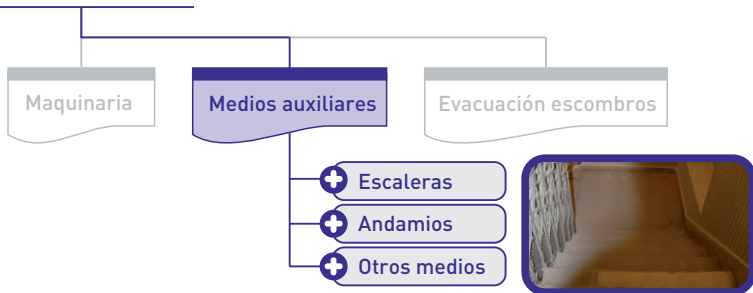 Maquinaria
Medios auxiliares
Evacuación escombros
Escaleras
Andamios
Otros medios